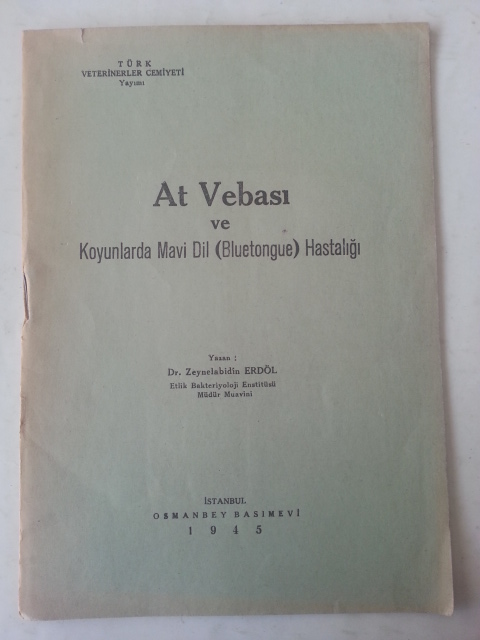 TÜRK
VETERİNERLER CEMİYETİ
Yayımı
At Vebası
ve
Koyunlarda Mavi Dil (Bluetongue) Hastalığı
Yazan :
Dr. Zeynelabidin ERDÖL
Etlik Bakteriyoloji Enstitüsü
Müdür Muavini
İSTANBUL
OSMANBEY BASIMEVİ
1945